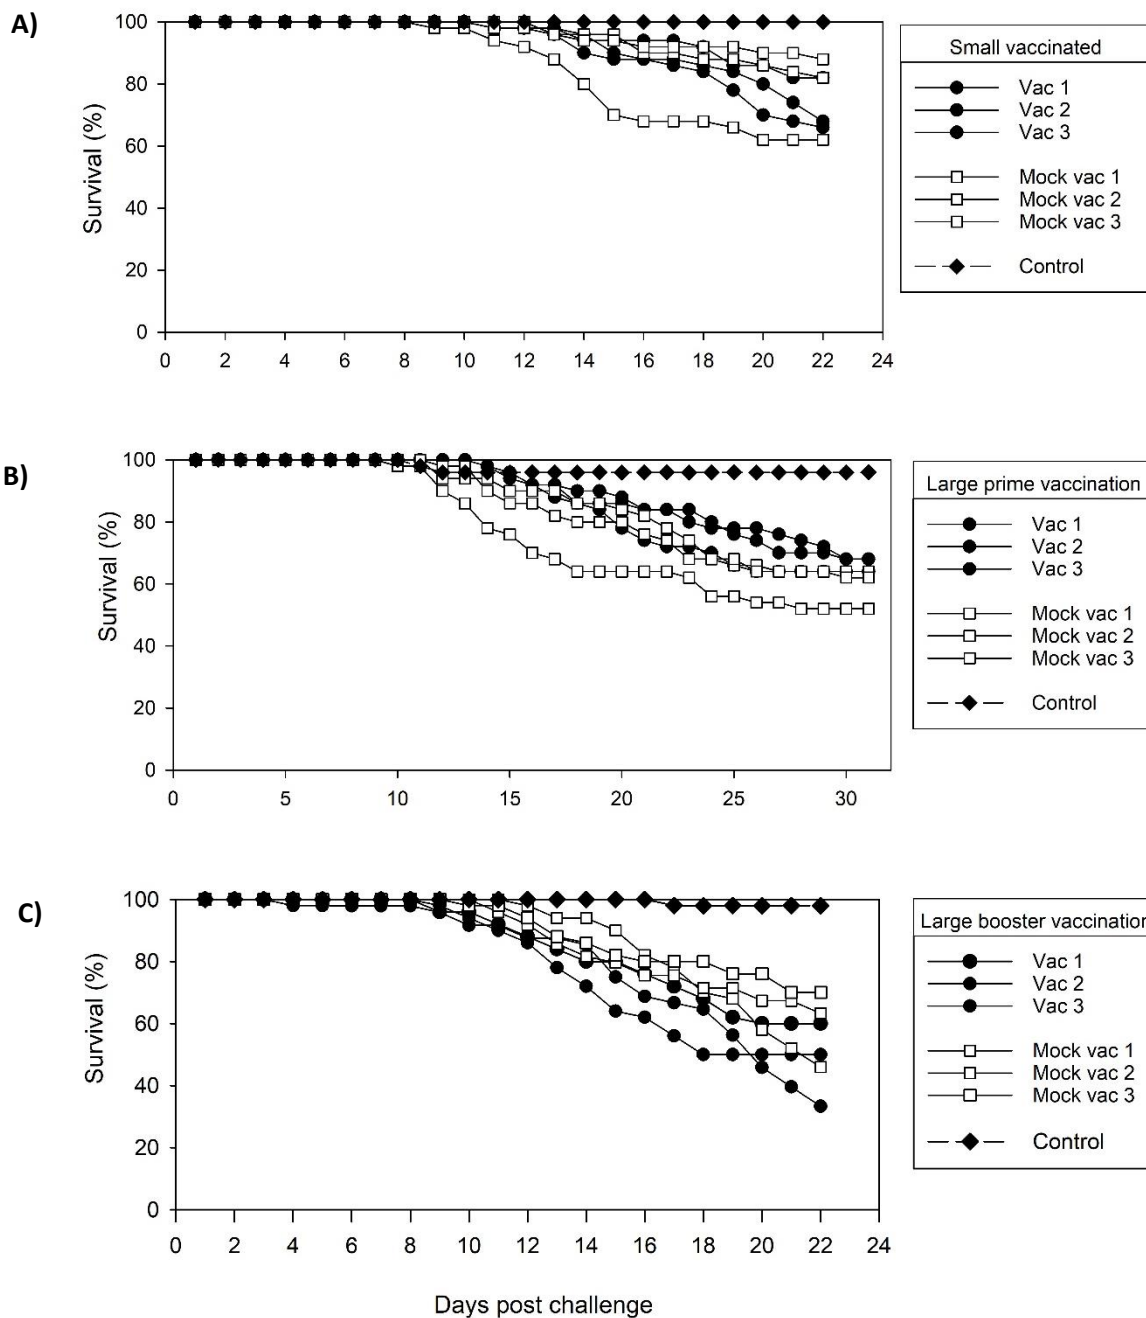 A)
Survival (%)
100
80
60
40
20
0
0 2 4 6 8 10 12 14 16 18 20 22 24
Small vaccinated
Vac 1
Vac 2
Vac 3
Mock vac 1
Mock vac 2
Mock vac 3
Control
B)
Survival (%)
100
80
60
40
20
0
0 5 10 15 20 25 30
Large prime vaccination
Vac 1
Vac 2
Vac 3
Mock vac 1
Mock vac 2
Mock vac 3
Control
C)
Survival (%)
100
80
60
40
20
0
0 2 4 6 8 10 12 14 16 18 20 22 24
Large booster vaccination
Vac 1
Vac 2
Vac 3
Mock vac 1
Mock vac 2
Mock vac 3
Control
Days post challenge